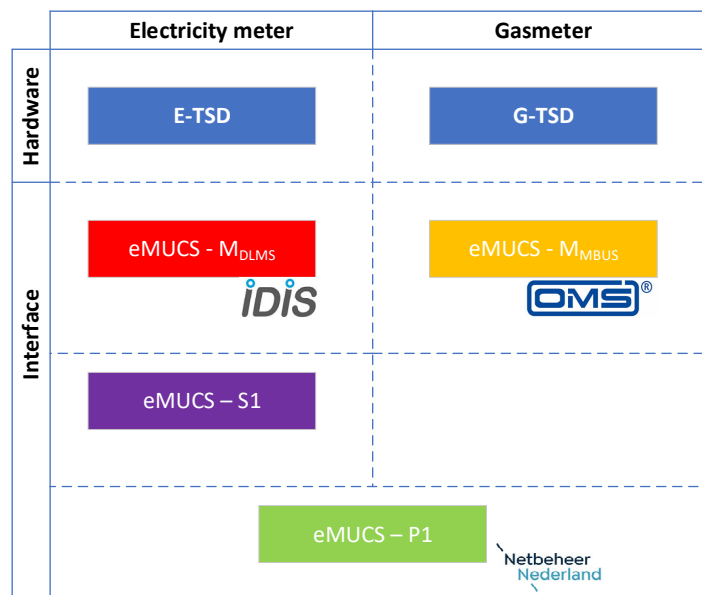 Electricity meter
Gasmeter
Hardware
E-TSD
G-TSD
Interface
eMUCS - MDLMS
eMUCS - MMBUS
iDiS
OMS®
eMUCS – S1
eMUCS – P1
Netbeheer
Nederland